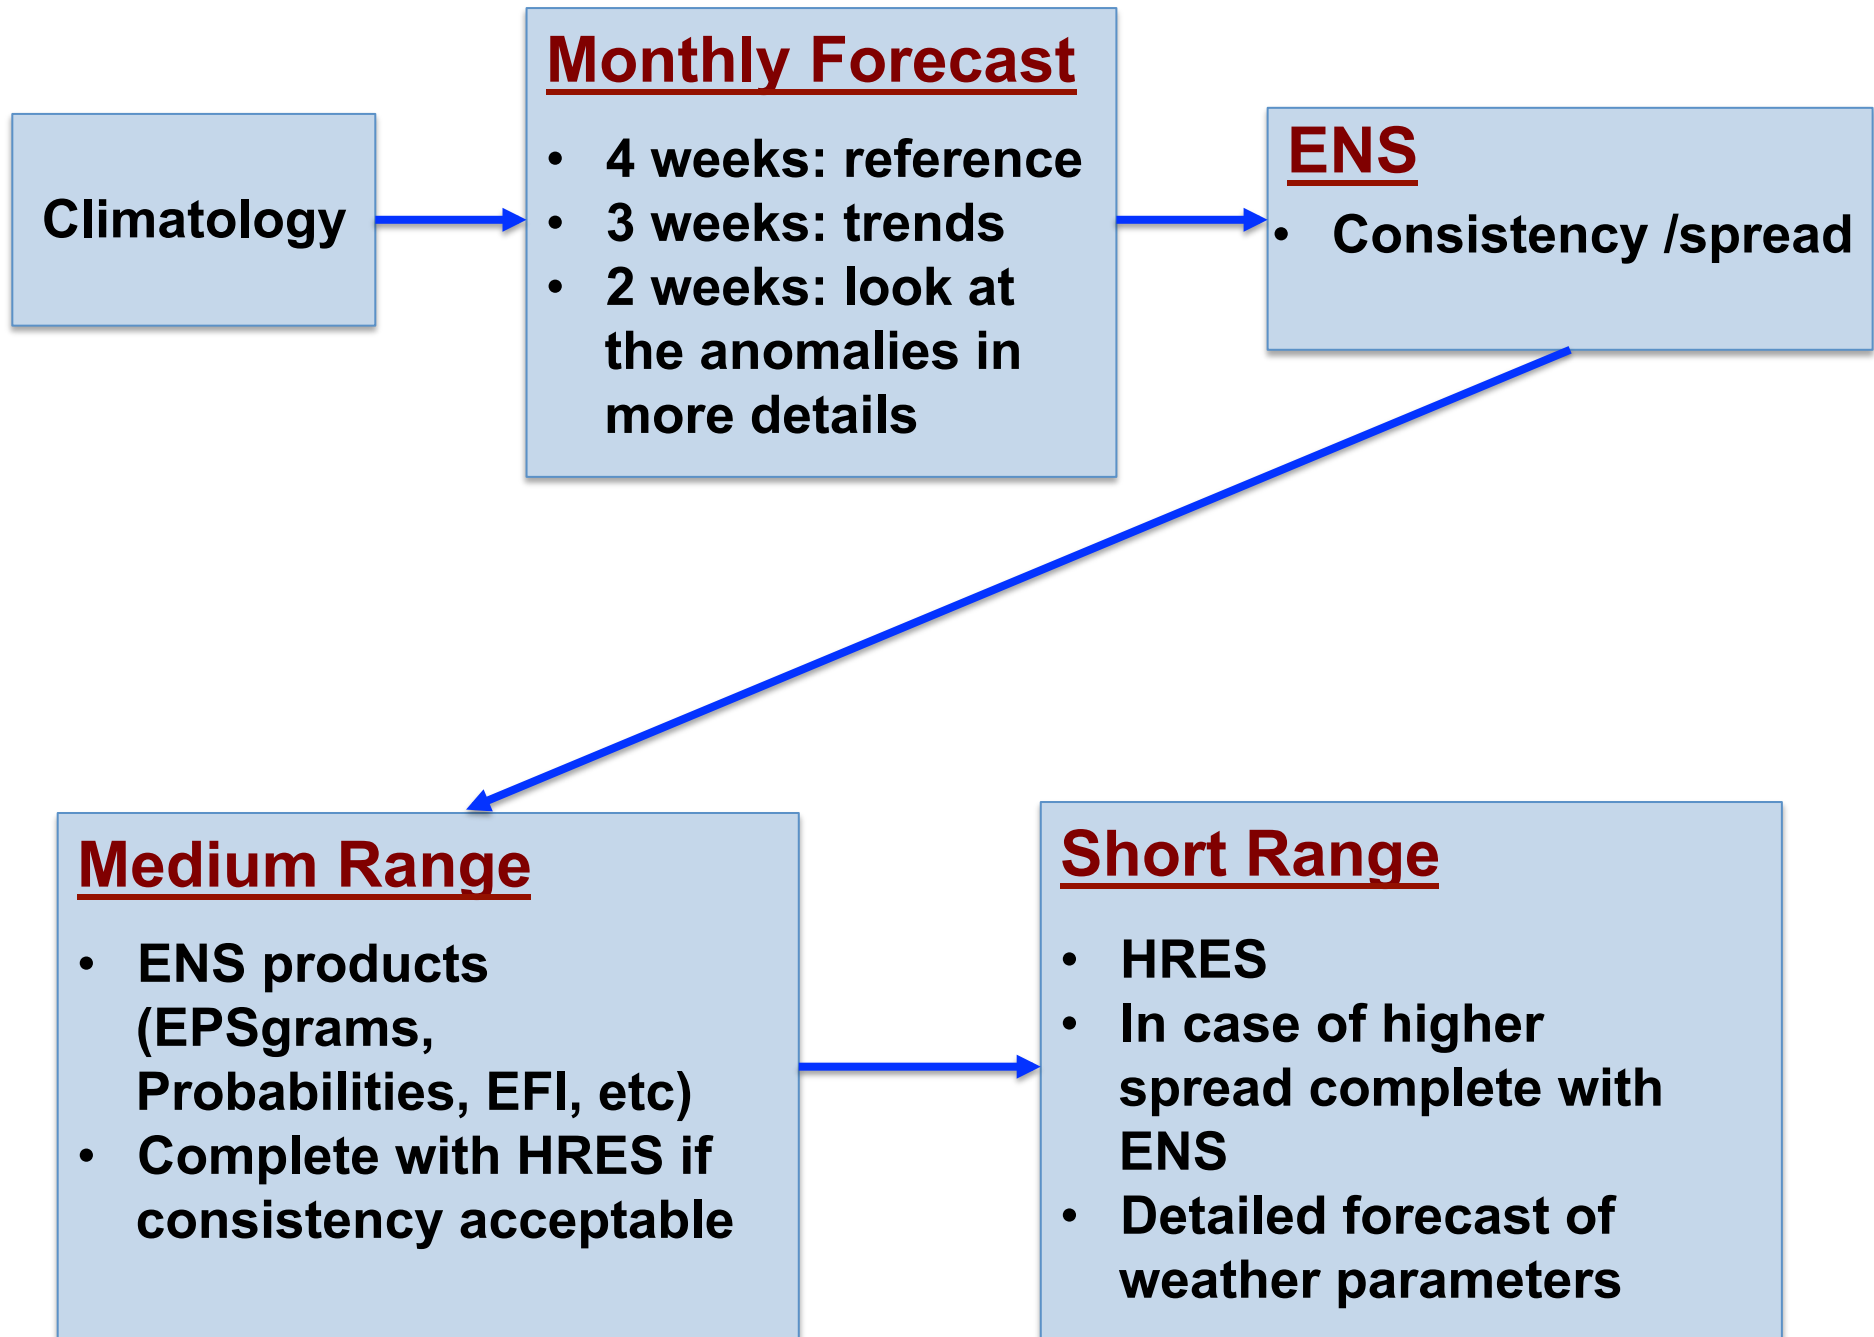 Climatology
Monthly Forecast
• 4 weeks: reference
• 3 weeks: trends
• 2 weeks: look at
the anomalies in
more details
ENS
• Consistency /spread
Medium Range
• ENS products
(EPSgrams,
Probabilities, EFI, etc)
• Complete with HRES if
consistency acceptable
Short Range
• HRES
• In case of higher
spread complete with
ENS
• Detailed forecast of
weather parameters